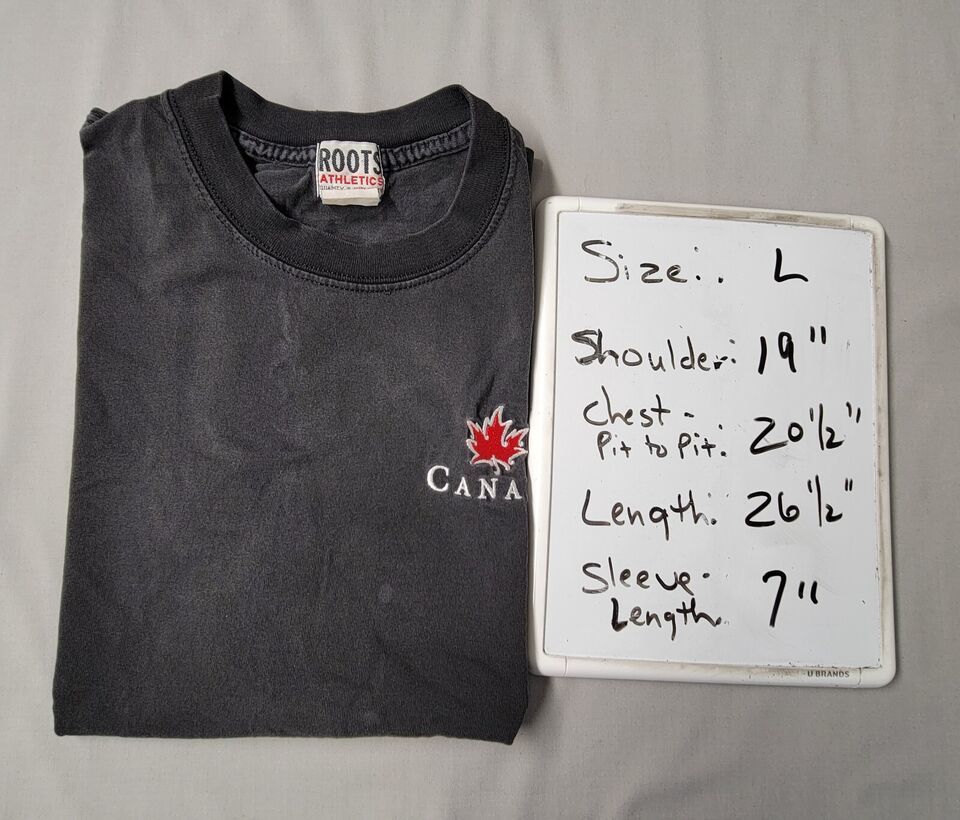 ROOTS
ATHLETICS
CANA
Size: L
Shoulder: 19"
Chest -
Pit to Pit: 20 1/2"
Length: 26 1/2"
Sleeve -
Length: 7"
U BRANDS